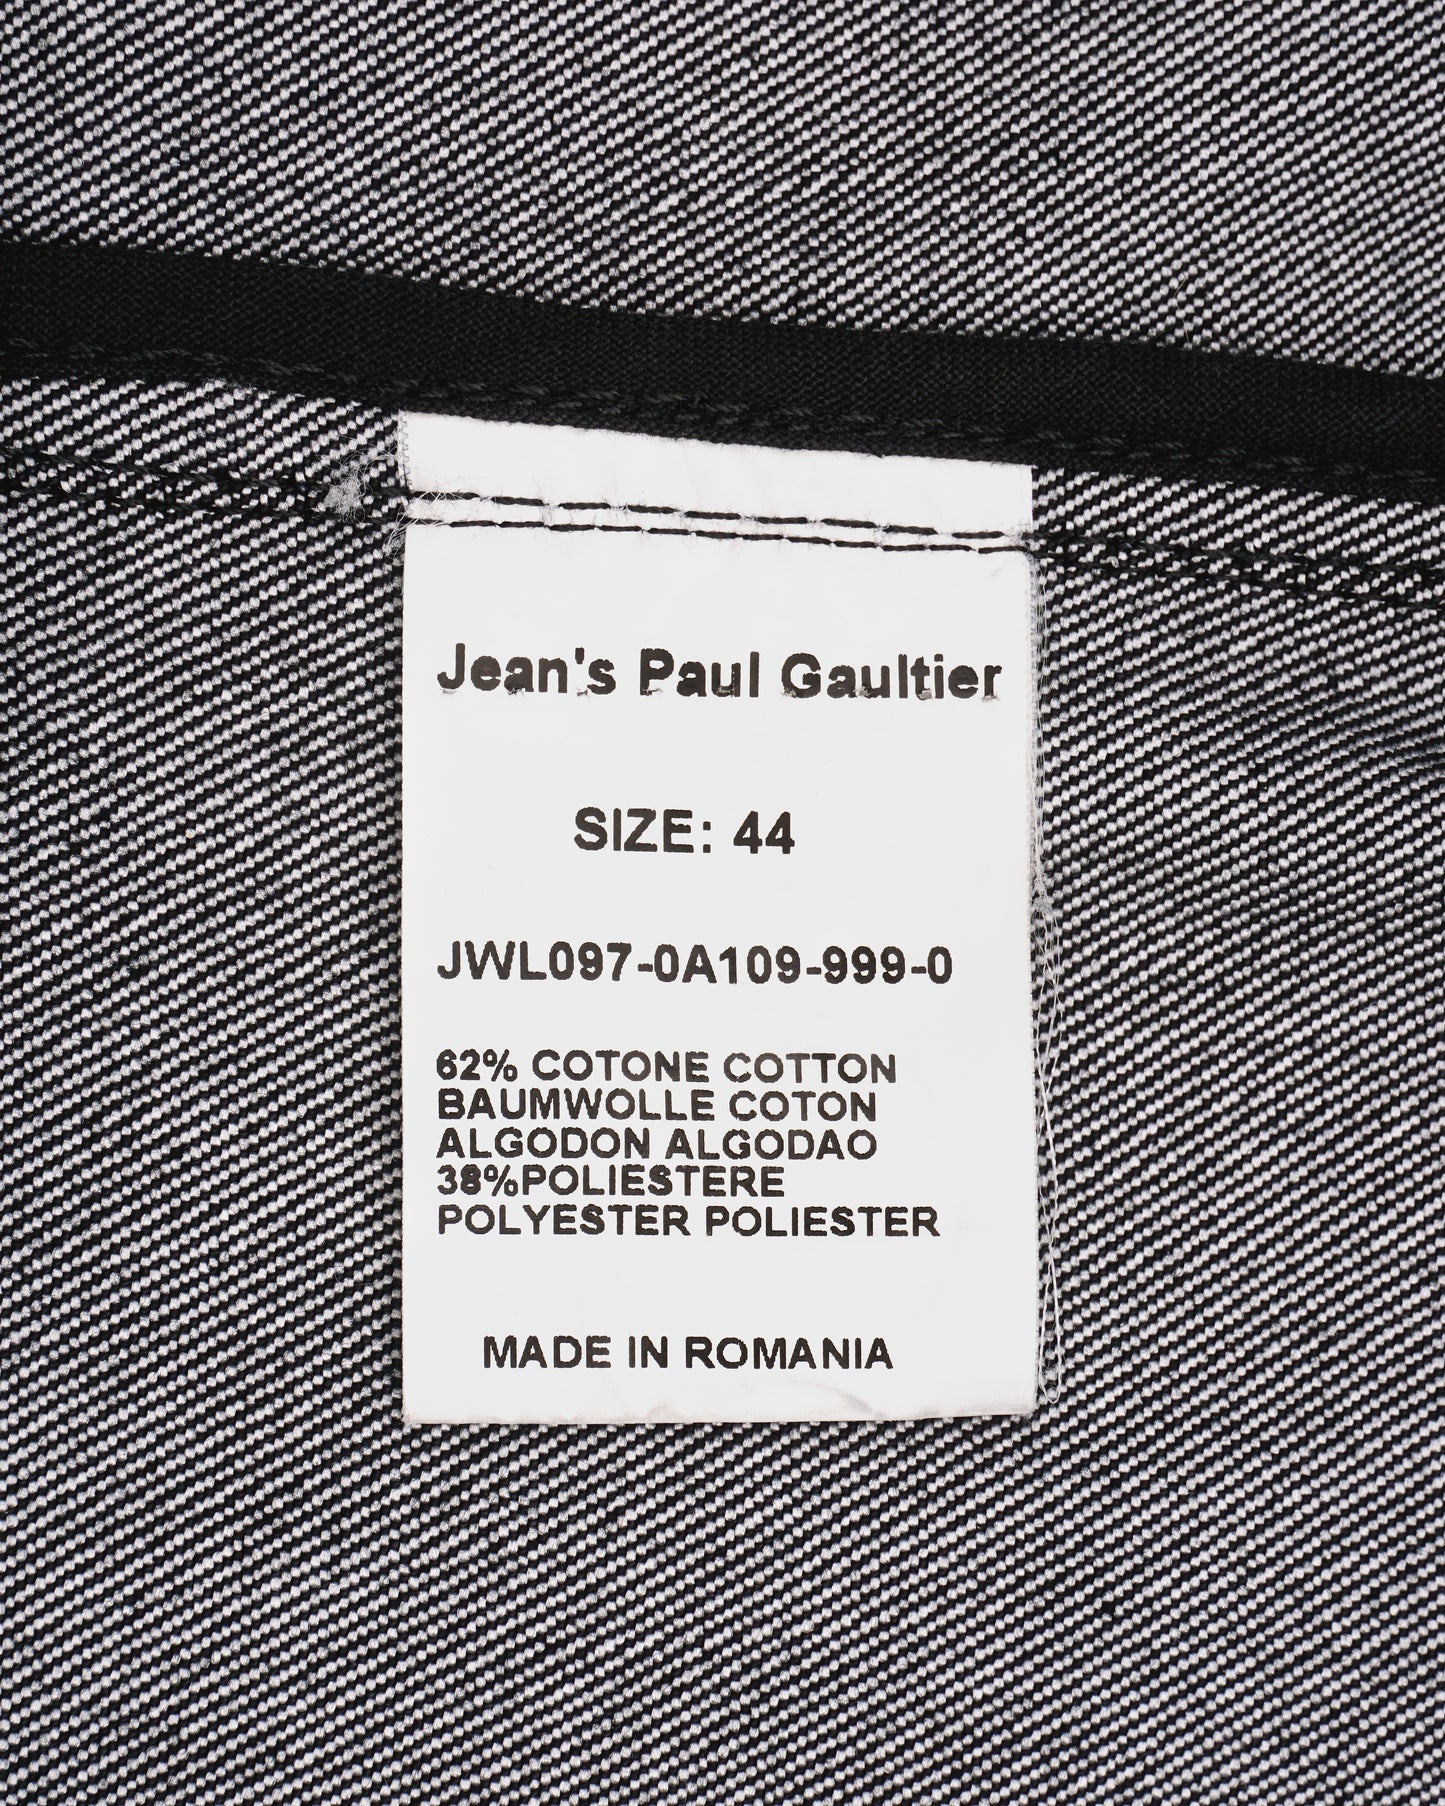 Jean's Paul Gaultier
SIZE: 44
JWL097-0A109-999-0
62% COTONE COTTON
BAUMWOLLE COTON
ALGODON ALGODAO
38%POLIESTERE
POLYESTER POLIESTER
MADE IN ROMANIA